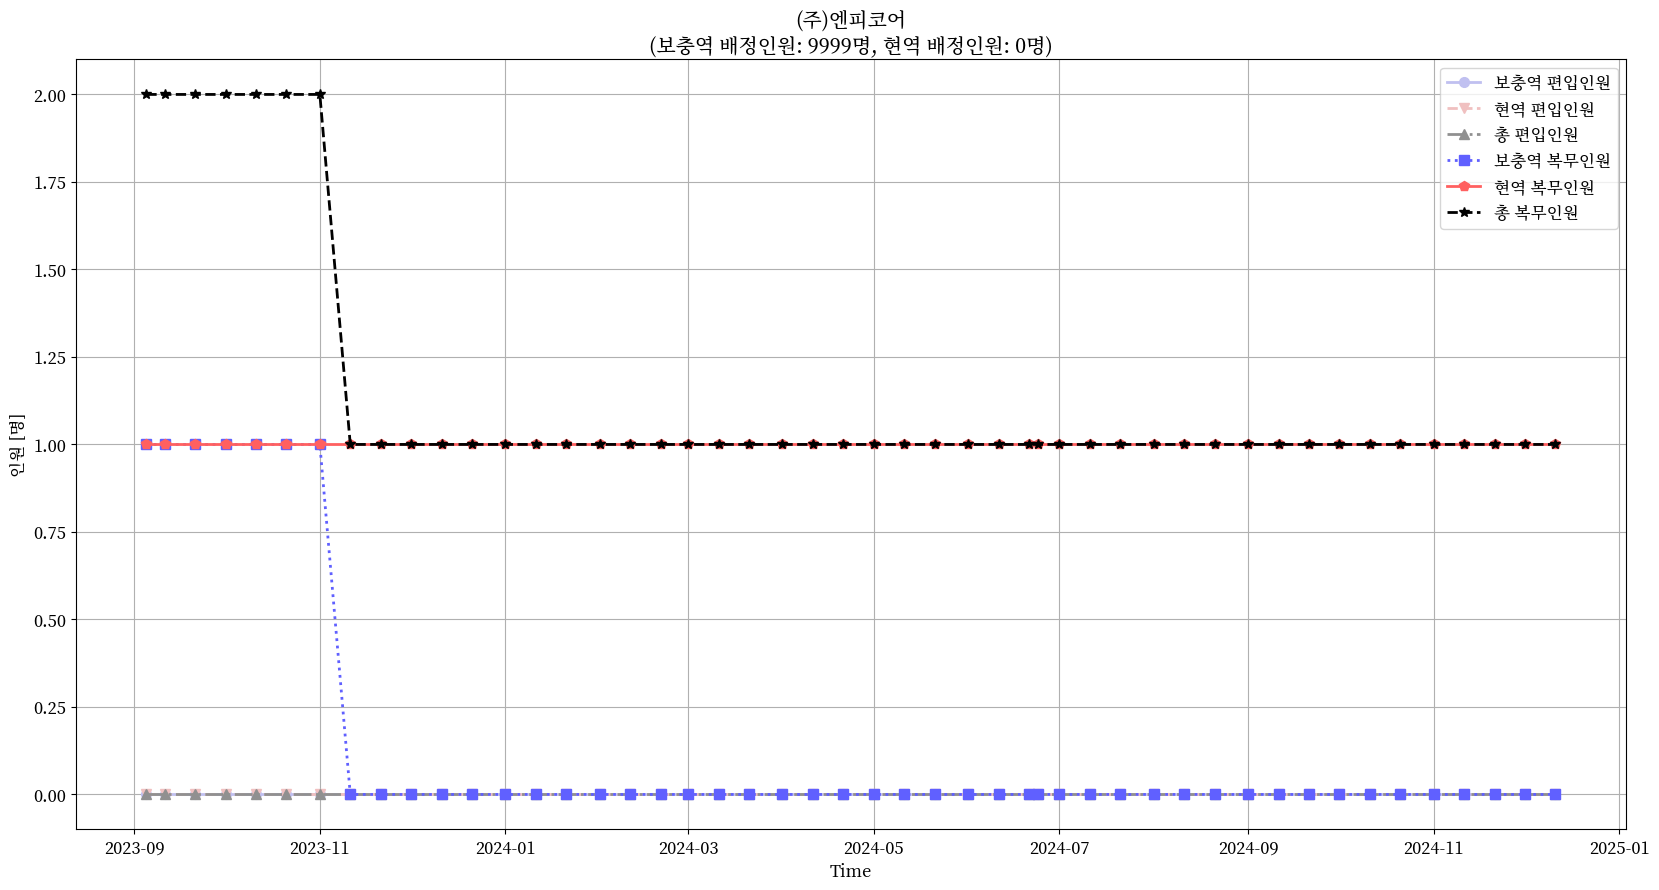 (주)엔피코어
(보충역 배정인원: 9999명, 현역 배정인원: 0명)
보충역 편입인원
현역 편입인원
총 편입인원
보충역 복무인원
현역 복무인원
총 복무인원
인원 [명]
2.00
1.75
1.50
1.25
1.00
0.75
0.50
0.25
0.00
2023-09
2023-11
2024-01
2024-03
2024-05
2024-07
2024-09
2024-11
2025-01
Time